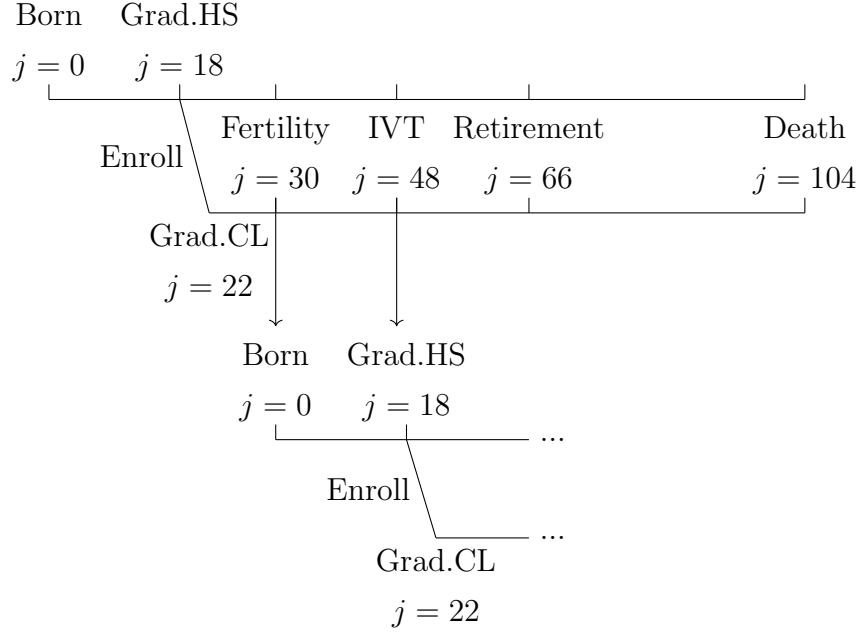 Born Grad.HS
j = 0 j = 18
Fertility IVT Retirement Death
Enroll
j = 30 j = 48 j = 66 j = 104
Grad.CL
j = 22
Born Grad.HS
j = 0 j = 18
...
Enroll
...
Grad.CL
j = 22